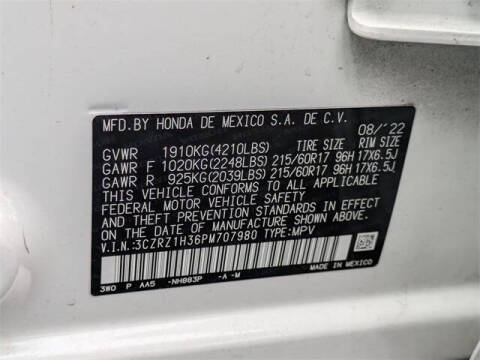 MFD.BY HONDA DE MEXICO S.A. DE C.V.
08/'22
TIRE SIZE RIM SIZE
GVWR 1910KG(4210LBS)
GAWR F 1020KG(2248LBS) 215/60R17 96H 17X6.5J
GAWR R 925KG(2039LBS) 215/60R17 96H 17X6.5J
THIS VEHICLE CONFORMS TO ALL APPLICABLE
FEDERAL MOTOR VEHICLE SAFETY
STANDARDS IN EFFECT
ON THE DATE OF MANUFACTURE SHOWN ABOVE.
V.I.N.:3CZRZ1H36PM707980 TYPE:MPV
3W0 P AA5 -NH883P -A -M
MADE IN MEXICO